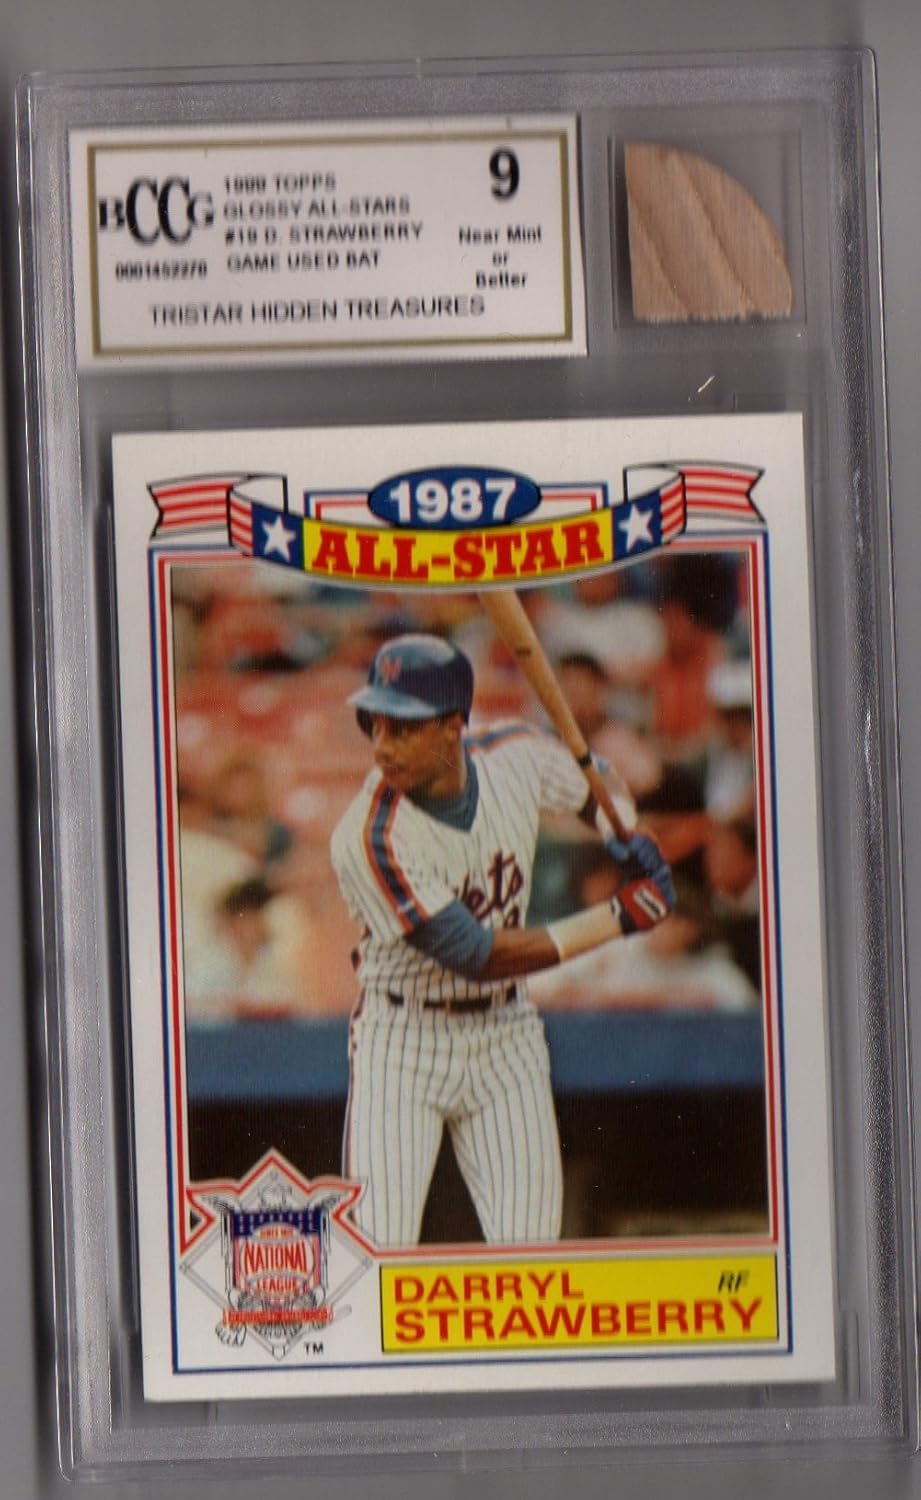 BCCG
TOPPS
GLOSSY ALL-STARS
#19 D. STRAWBERRY
GAME USED BAT
9
Near Mint
or
Better
TRISTAR HIDDEN TREASURES
1987
ALL-STAR
Mets
NATIONAL
LEAGUE
TM
DARRYL RF
STRAWBERRY